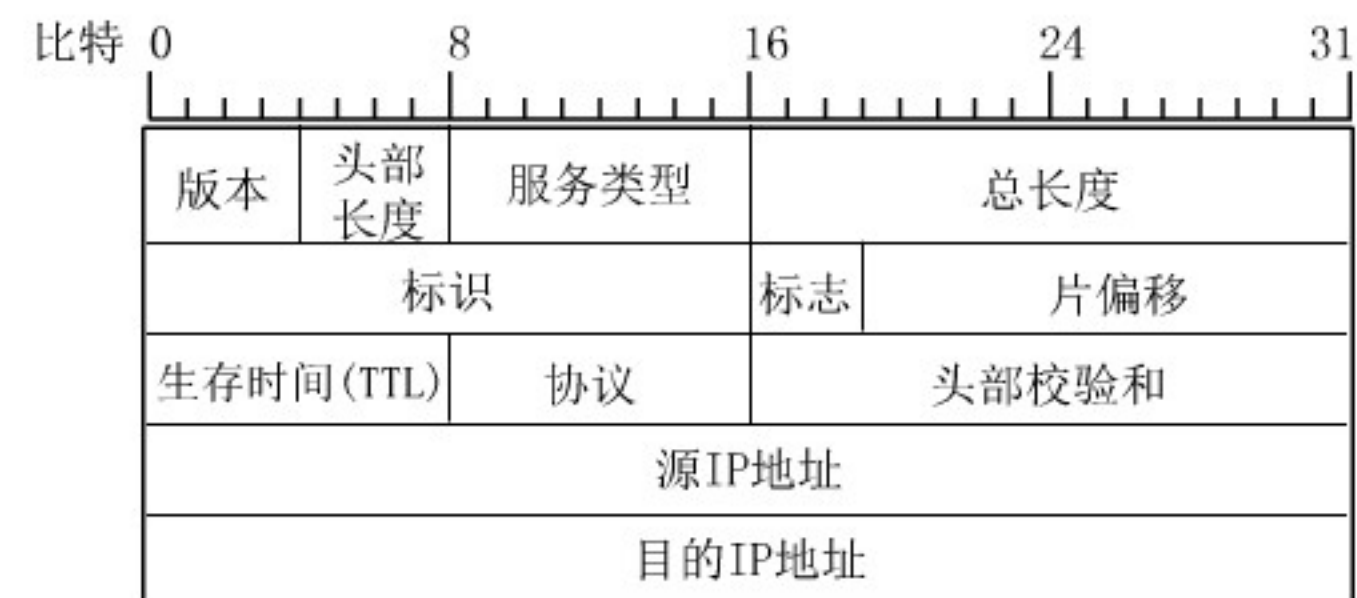 比特 0 8 16 24 31
版本 头部长度 服务类型 总长度
标识 标志 片偏移
生存时间(TTL) 协议 头部校验和
源IP地址
目的IP地址